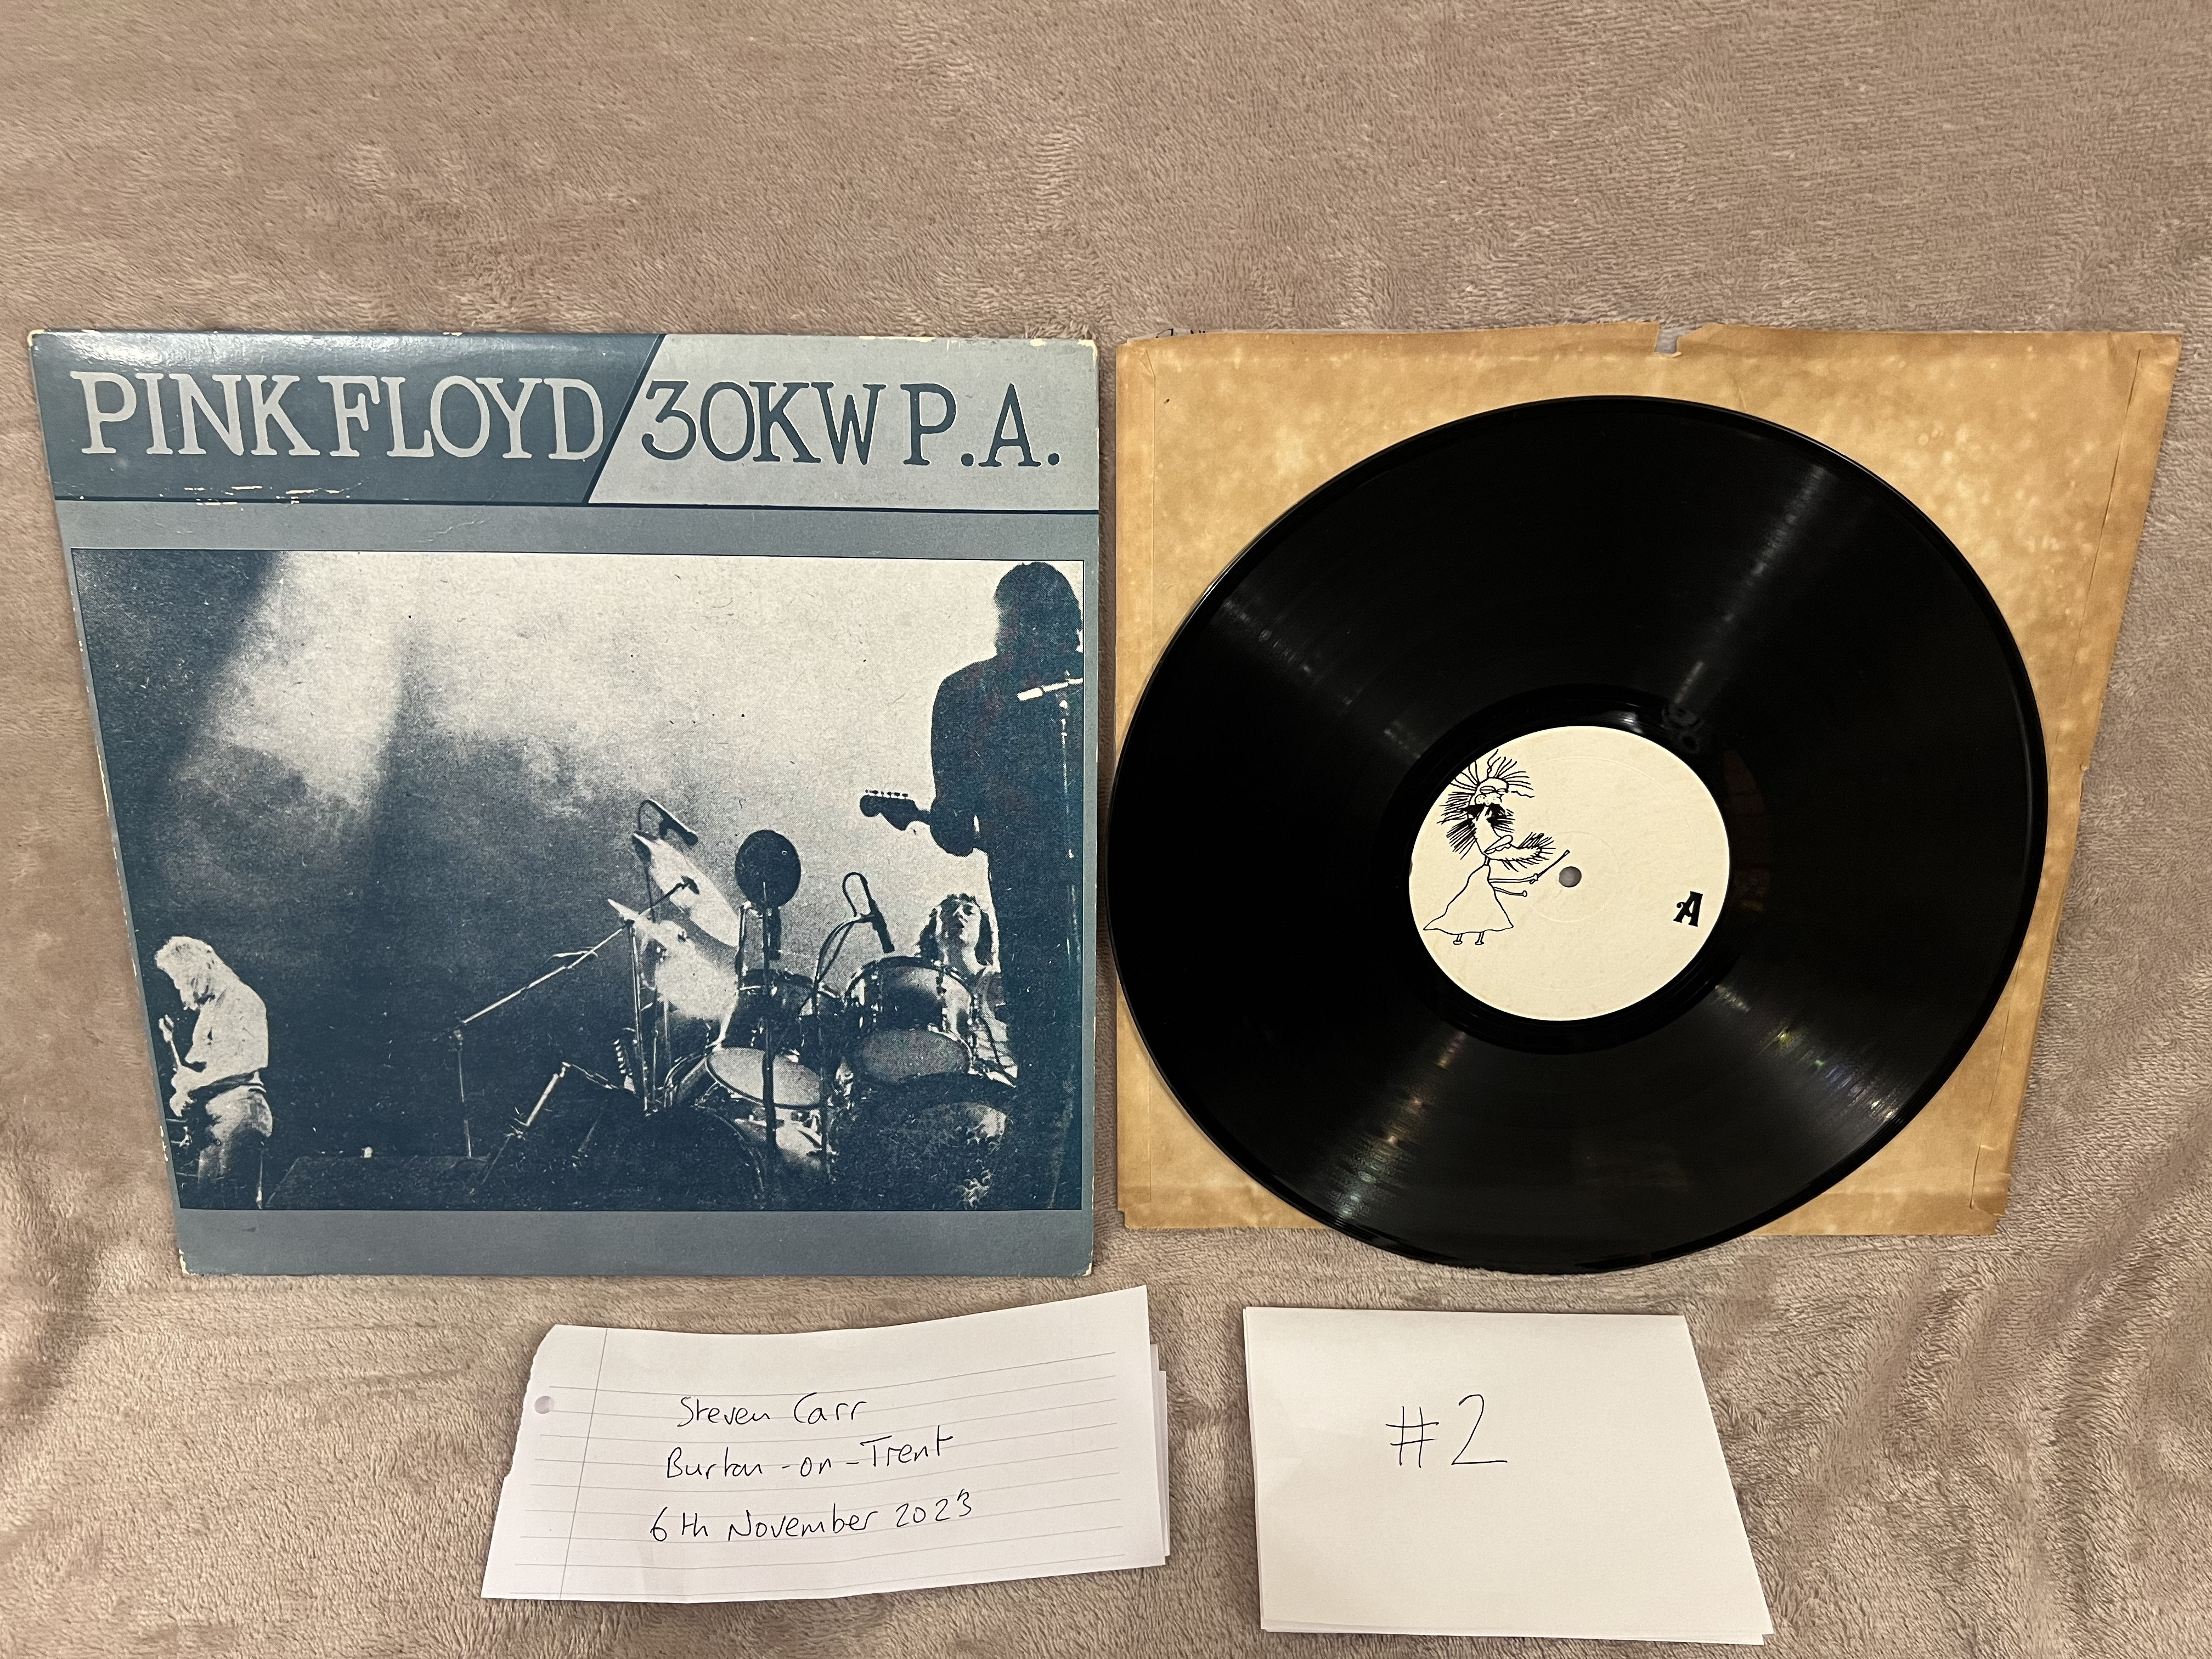 PINK FLOYD/30KW P.A.
A
Steven Carr
Burton-on-Trent
6th November 2023
#2